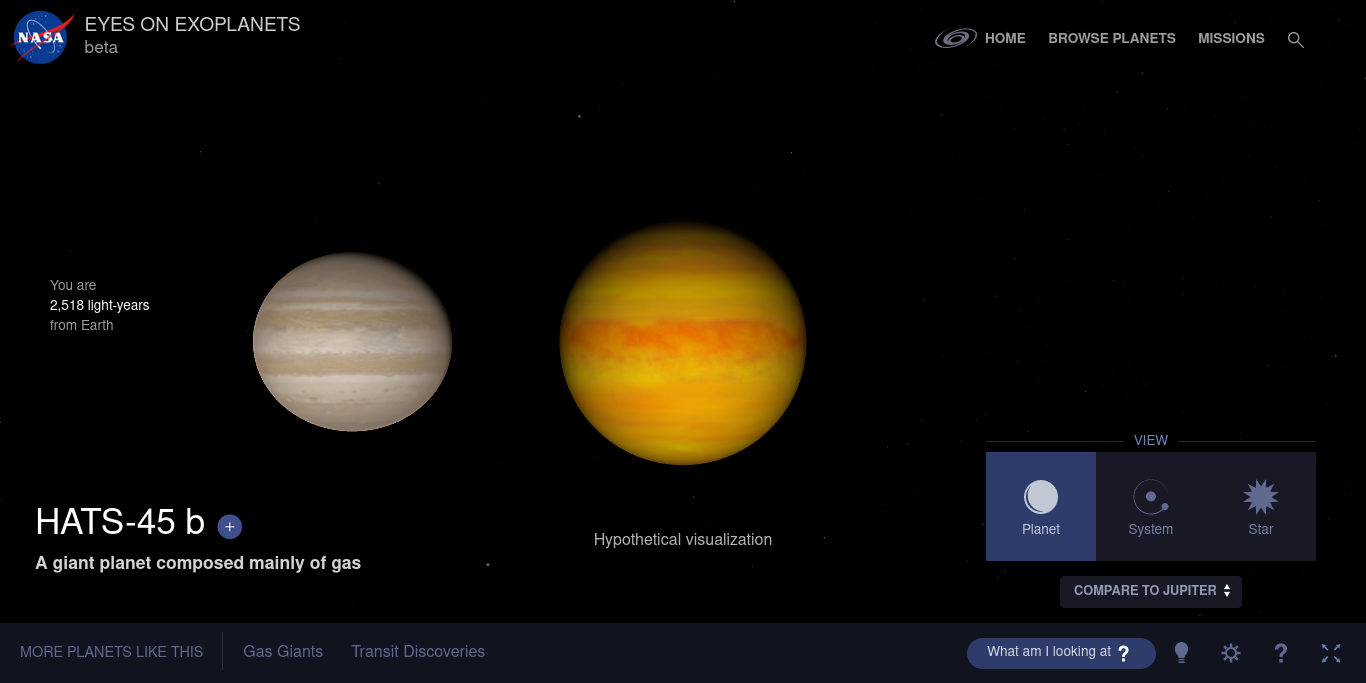 NASA
EYES ON EXOPLANETS
beta
HOME
BROWSE PLANETS
MISSIONS
You are
2,518 light-years
from Earth
HATS-45 b +
A giant planet composed mainly of gas
Hypothetical visualization
VIEW
Planet
System
Star
COMPARE TO JUPITER
MORE PLANETS LIKE THIS
Gas Giants
Transit Discoveries
What am I looking at ?
?